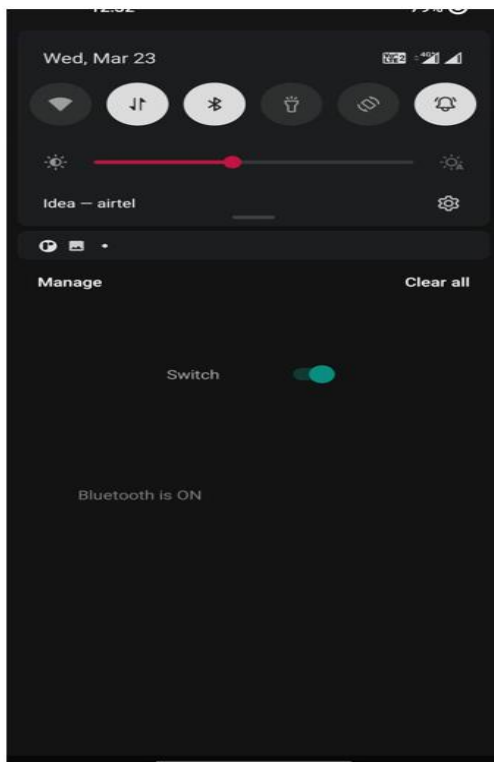 Wed, Mar 23
Idea — airtel
Manage
Clear all
Switch
Bluetooth is ON